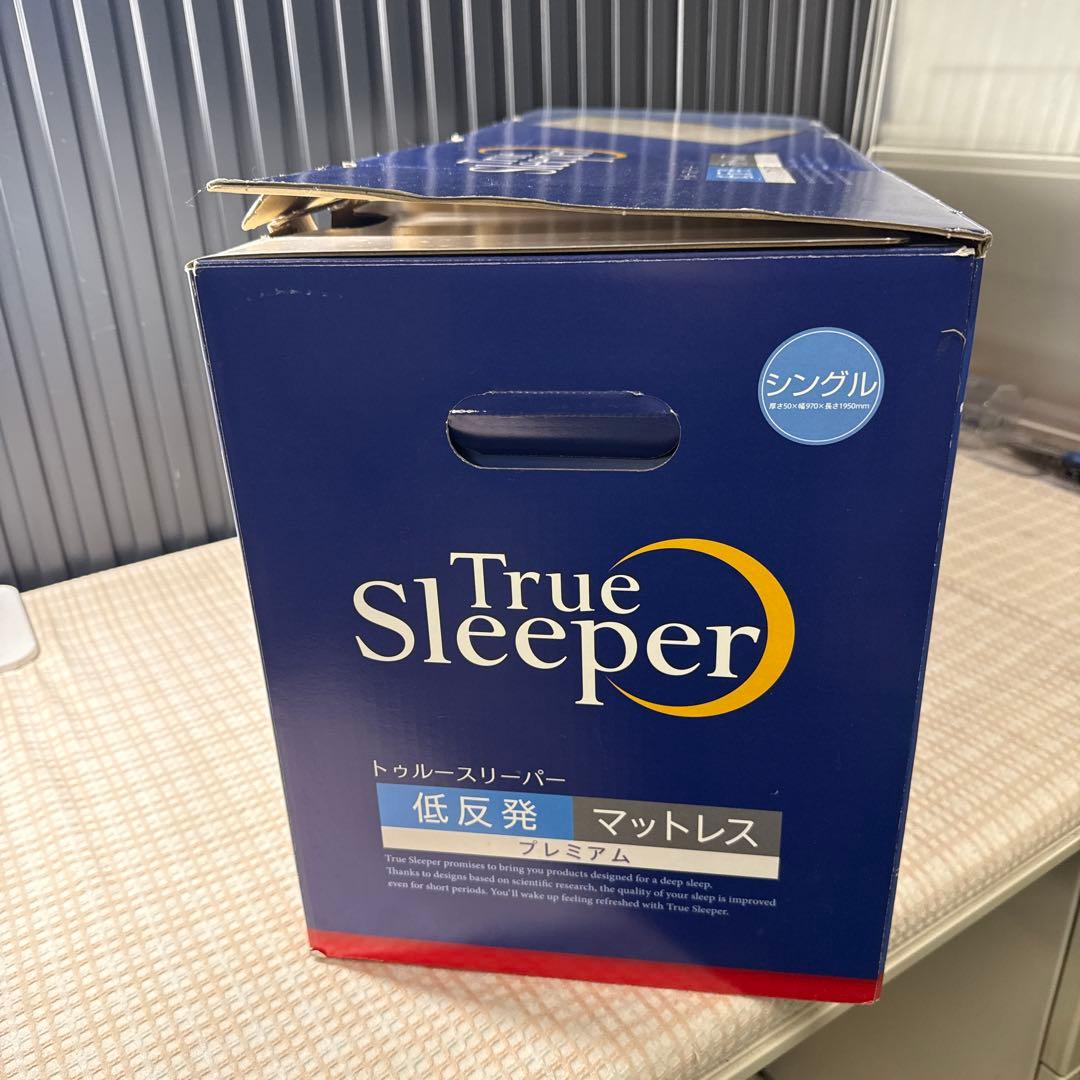 シングル
厚さ50×幅970×長さ1950mm
True
Sleeper
トゥルースリーパー
低反発 マットレス
プレミアム
True Sleeper promises to bring you products designed for a deep sleep.
Thanks to designs based on scientific research, the quality of your sleep is improved
even for short periods. You'll wake up feeling refreshed with True Sleeper.